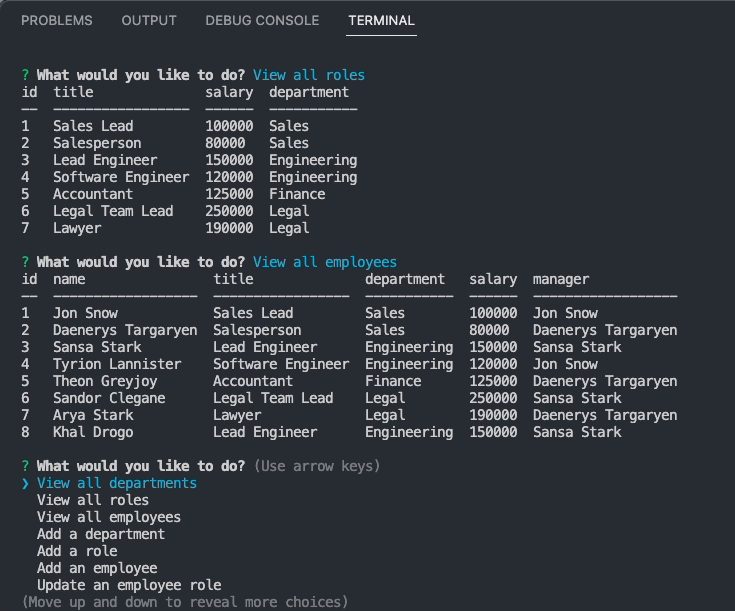 PROBLEMS OUTPUT DEBUG CONSOLE TERMINAL
? What would you like to do? View all roles
id title salary department
-- ----------------- ------ -----------
1 Sales Lead 100000 Sales
2 Salesperson 80000 Sales
3 Lead Engineer 150000 Engineering
4 Software Engineer 120000 Engineering
5 Accountant 125000 Finance
6 Legal Team Lead 250000 Legal
7 Lawyer 190000 Legal
? What would you like to do? View all employees
id name title department salary manager
-- ------------------ ----------------- ----------- ------ ------------------
1 Jon Snow Sales Lead Sales 100000 Jon Snow
2 Daenerys Targaryen Salesperson Sales 80000 Daenerys Targaryen
3 Sansa Stark Lead Engineer Engineering 150000 Sansa Stark
4 Tyrion Lannister Software Engineer Engineering 120000 Jon Snow
5 Theon Greyjoy Accountant Finance 125000 Daenerys Targaryen
6 Sandor Clegane Legal Team Lead Legal 250000 Sansa Stark
7 Arya Stark Lawyer Legal 190000 Daenerys Targaryen
8 Khal Drogo Lead Engineer Engineering 150000 Sansa Stark
? What would you like to do? (Use arrow keys)
❯ View all departments
View all roles
View all employees
Add a department
Add a role
Add an employee
Update an employee role
(Move up and down to reveal more choices)